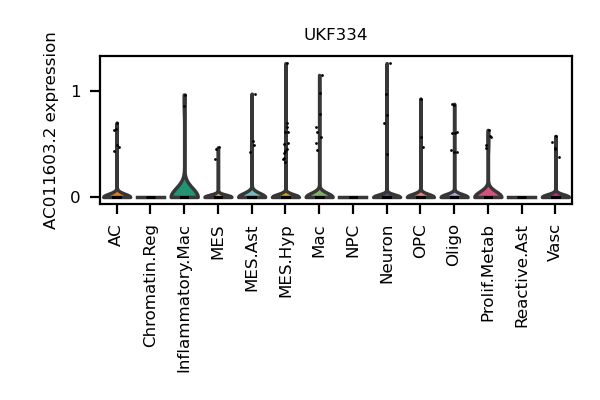 UKF334
AC011603.2 expression
1
0
AC
Chromatin.Reg
Inflammatory.Mac
MES
MES.Ast
MES.Hyp
Mac
NPC
Neuron
OPC
Oligo
Prolif.Metab
Reactive.Ast
Vasc